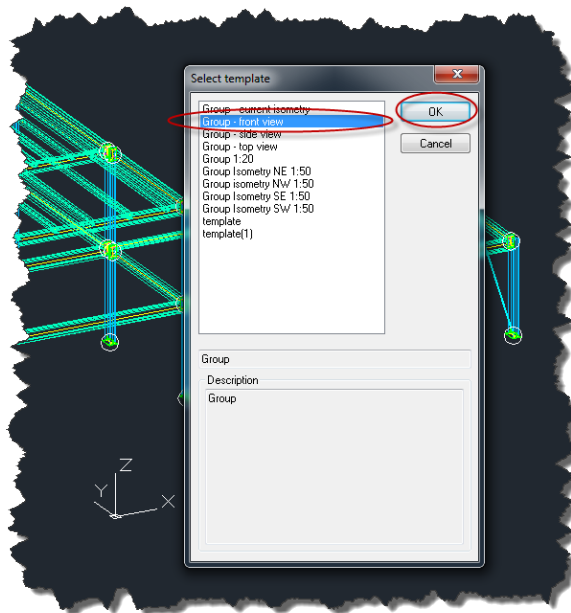 Select template
Group - current isometry
Group - front view
Group - side view
Group - top view
Group 1:20
Group Isometry NE 1:50
Group isometry NW 1:50
Group Isometry SE 1:50
Group Isometry SW 1:50
template
template(1)
OK
Cancel
Group
Description
Group
Z
Y
X